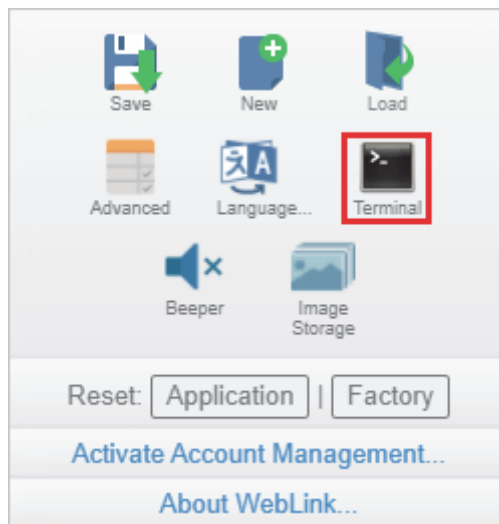 Save New Load
Advanced Language... Terminal
Beeper Image
Storage
Reset: Application | Factory
Activate Account Management...
About WebLink...